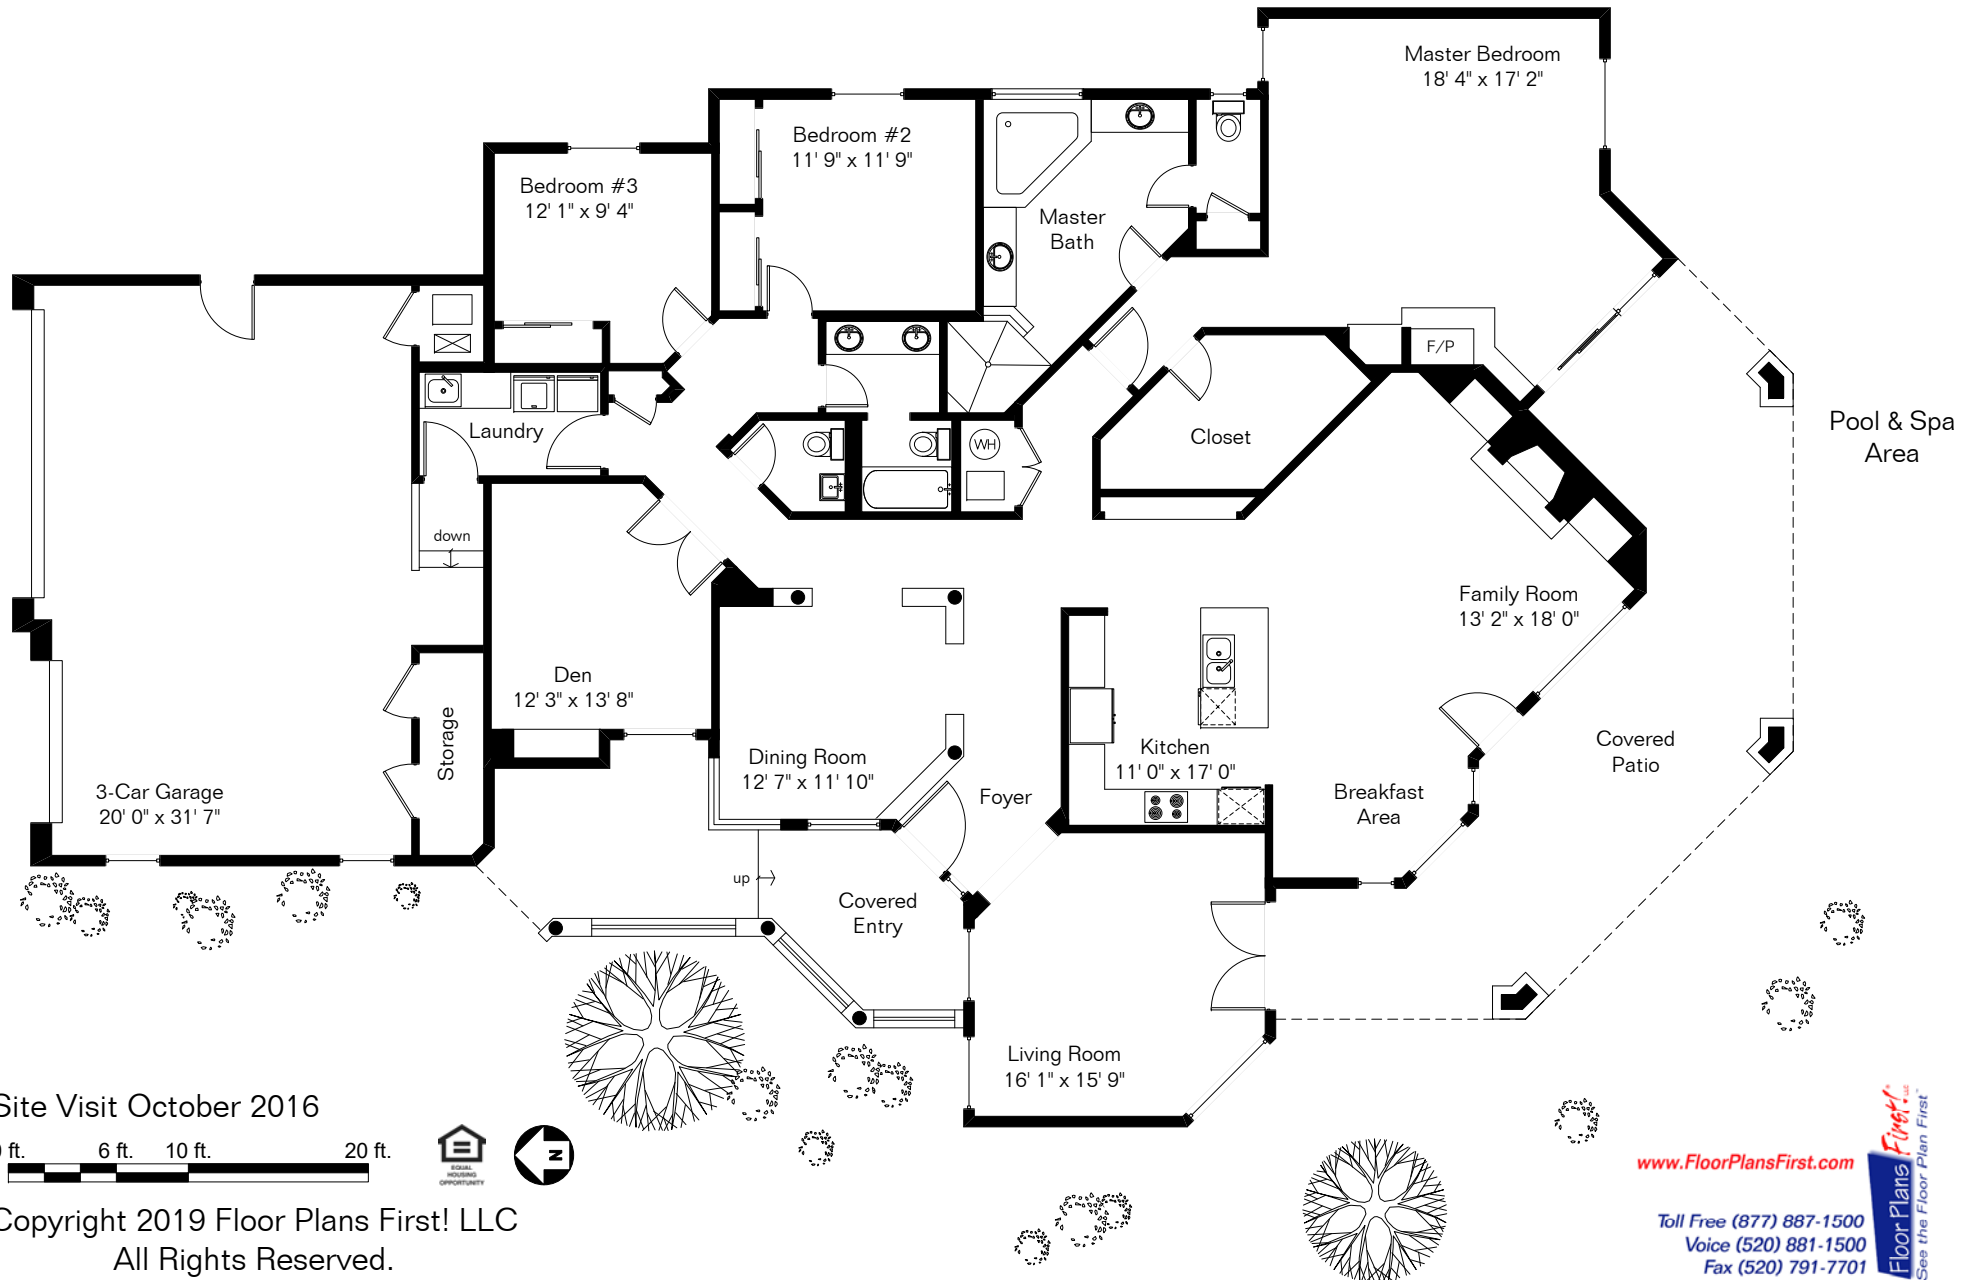 Master Bedroom
18' 4" x 17' 2"
Bedroom #2
11' 9" x 11' 9"
Bedroom #3
12' 1" x 9' 4"
Master
Bath
F/P
Pool & Spa
Area
Closet
Laundry
WH
down
Family Room
13' 2" x 18' 0"
Den
12' 3" x 13' 8"
Storage
Dining Room
12' 7" x 11' 10"
Kitchen
11' 0" x 17' 0"
Covered
Patio
3-Car Garage
20' 0" x 31' 7"
Foyer
Breakfast
Area
up
Covered
Entry
Living Room
16' 1" x 15' 9"
Site Visit October 2016
0 ft. 6 ft. 10 ft. 20 ft.
EQUAL
HOUSING
OPPORTUNITY
N
Copyright 2019 Floor Plans First! LLC
All Rights Reserved.
www.FloorPlansFirst.com
Toll Free (877) 887-1500
Voice (520) 881-1500
Fax (520) 791-7701
Floor Plans First! LLC
See the Floor Plan First